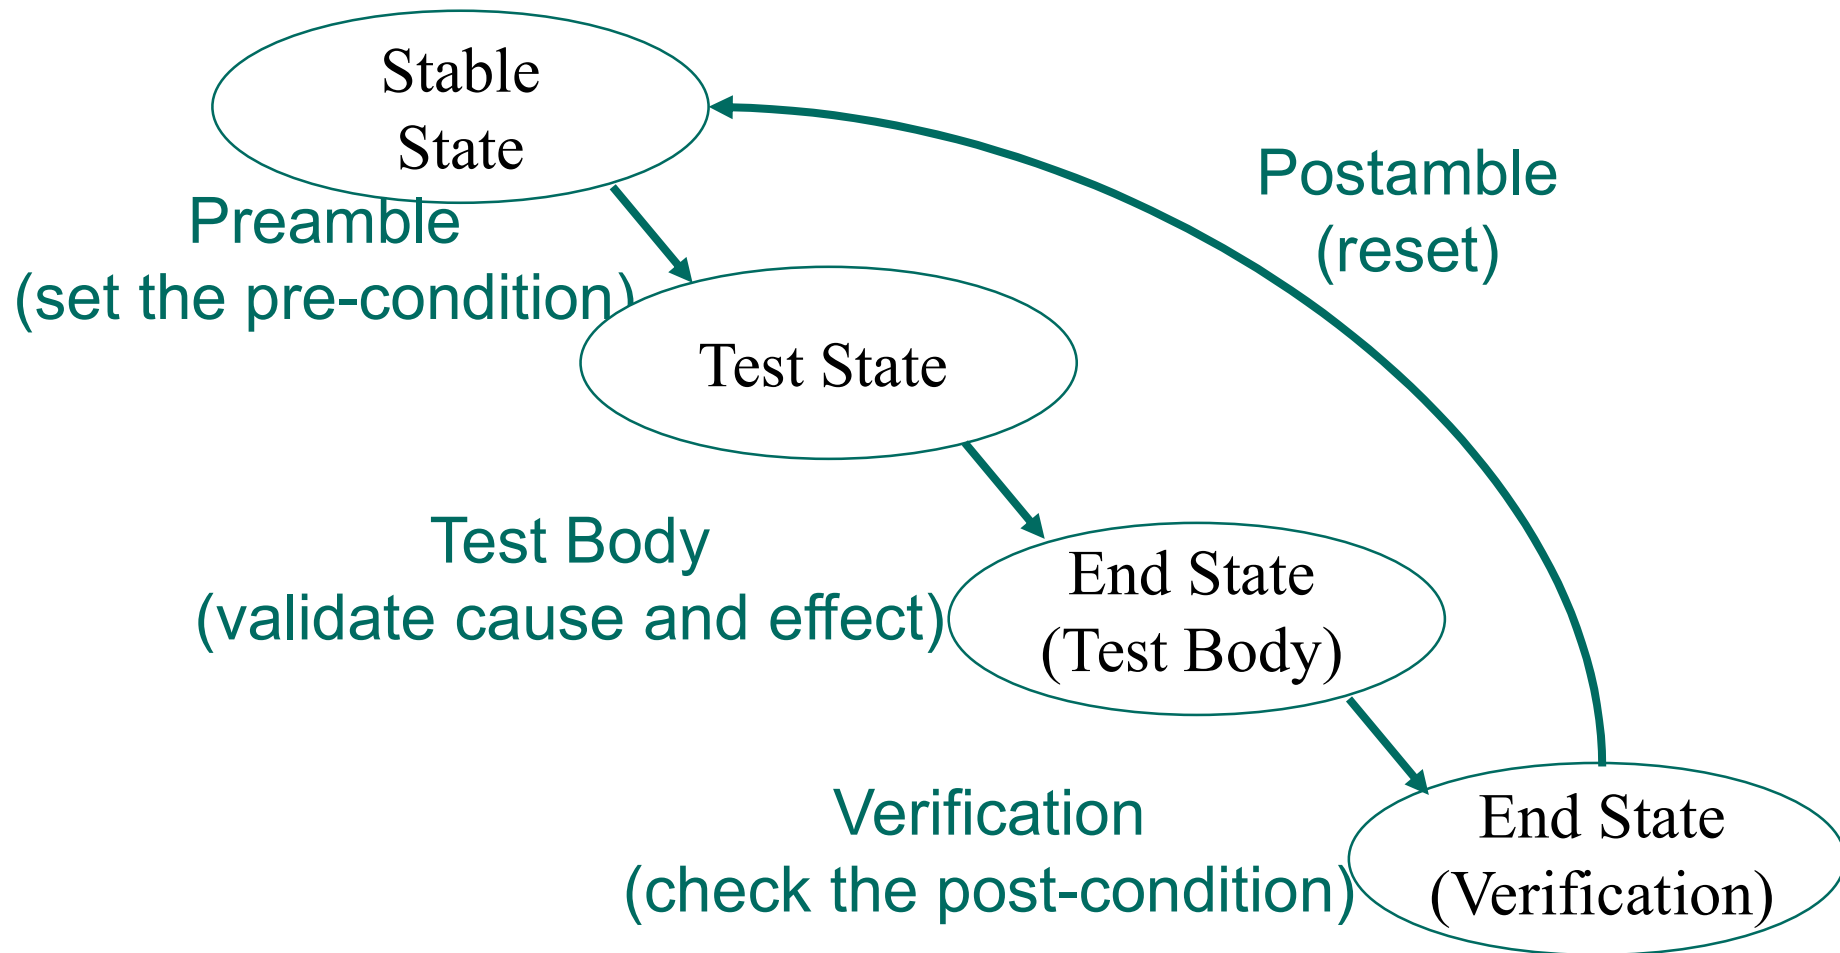 Stable
State
Preamble
(set the pre-condition)
Postamble
(reset)
Test State
Test Body
(validate cause and effect)
End State
(Test Body)
Verification
(check the post-condition)
End State
(Verification)